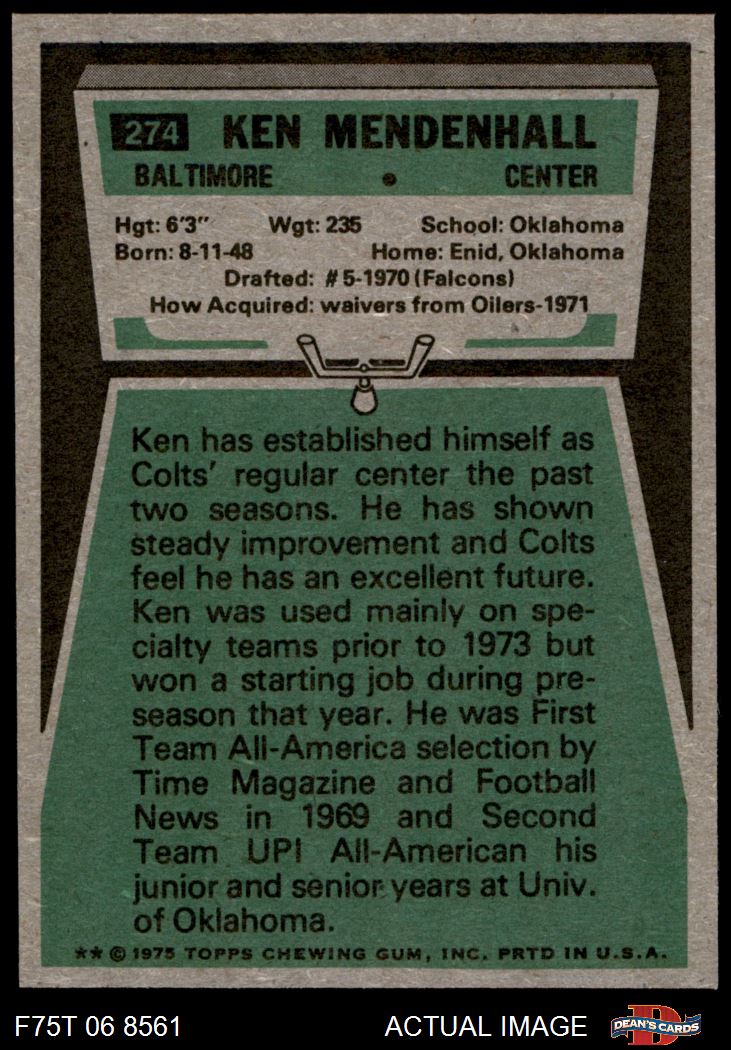 274 KEN MENDENHALL
BALTIMORE • CENTER
Hgt: 6'3" Wgt: 235 School: Oklahoma
Born: 8-11-48 Home: Enid, Oklahoma
Drafted: #5-1970 (Falcons)
How Acquired: waivers from Oilers-1971
Ken has established himself as
Colts' regular center the past
two seasons. He has shown
steady improvement and Colts
feel he has an excellent future.
Ken was used mainly on spe-
cialty teams prior to 1973 but
won a starting job during pre-
season that year. He was First
Team All-America selection by
Time Magazine and Football
News in 1969 and Second
Team UPI All-American his
junior and senior years at Univ.
of Oklahoma.
** © 1975 TOPPS CHEWING GUM, INC. PRTD IN U.S.A.
F75T 06 8561 ACTUAL IMAGE DEAN'S CARDS